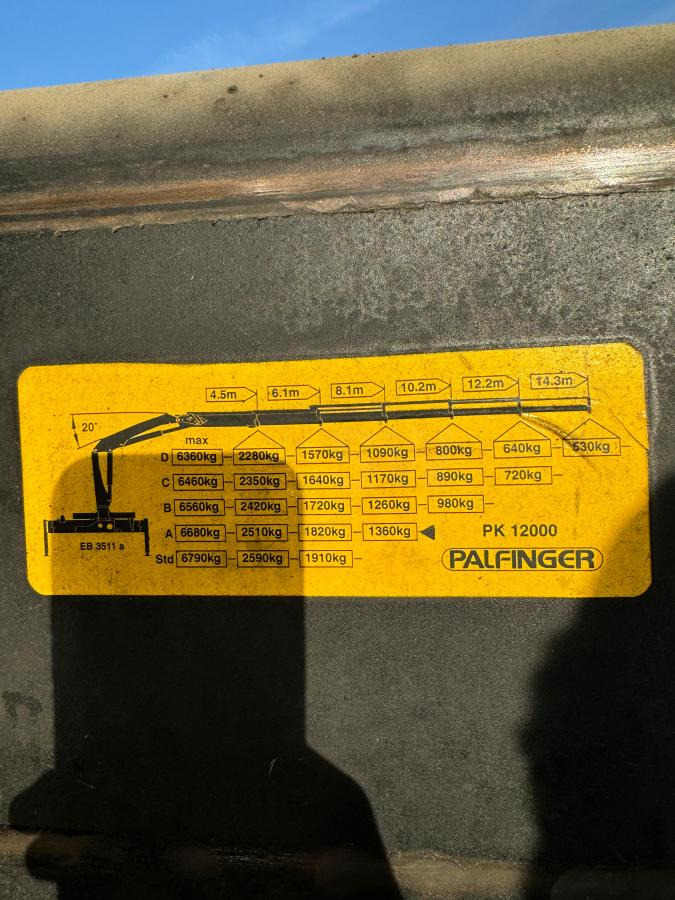 4.5m 6.1m 8.1m 10.2m 12.2m 14.3m
20°
max
D 6360kg 2280kg 1570kg 1090kg 800kg 640kg 530kg
C 6460kg 2350kg 1640kg 1170kg 890kg 720kg
B 6560kg 2420kg 1720kg 1260kg 980kg
A 6680kg 2510kg 1820kg 1360kg PK 12000
EB 3511 a
Std 6790kg 2590kg 1910kg PALFINGER